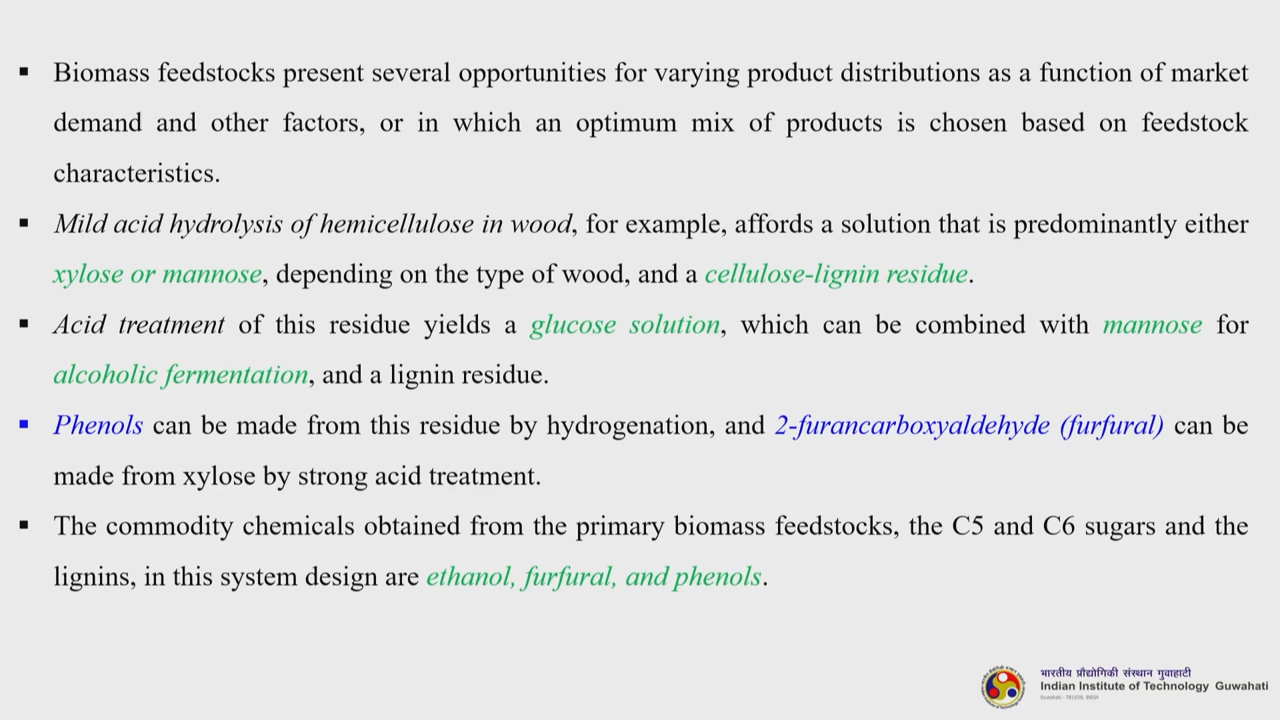 ▪ Biomass feedstocks present several opportunities for varying product distributions as a function of market
demand and other factors, or in which an optimum mix of products is chosen based on feedstock
characteristics.
▪ Mild acid hydrolysis of hemicellulose in wood, for example, affords a solution that is predominantly either
xylose or mannose, depending on the type of wood, and a cellulose-lignin residue.
▪ Acid treatment of this residue yields a glucose solution, which can be combined with mannose for
alcoholic fermentation, and a lignin residue.
▪ Phenols can be made from this residue by hydrogenation, and 2-furancarboxyaldehyde (furfural) can be
made from xylose by strong acid treatment.
▪ The commodity chemicals obtained from the primary biomass feedstocks, the C5 and C6 sugars and the
lignins, in this system design are ethanol, furfural, and phenols.
भारतीय प्रौद्योगिकी संस्थान गुवाहाटी
Indian Institute of Technology Guwahati
Guwahati - 781039, INDIA